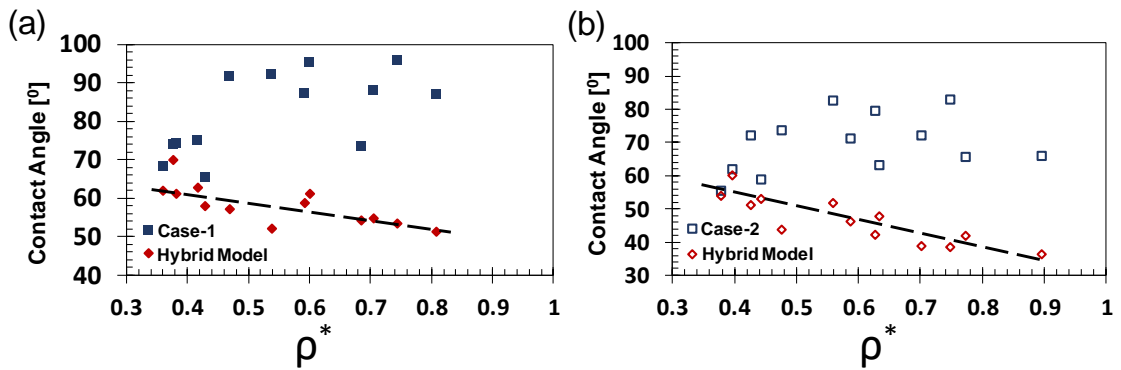 (a)
Contact Angle [⁰]
100
90
80
70
60
50
40
Case-1
Hybrid Model
0.3 0.4 0.5 0.6 0.7 0.8 0.9 1
ρ*
(b)
Contact Angle [⁰]
100
90
80
70
60
50
40
30
Case-2
Hybrid Model
0.3 0.4 0.5 0.6 0.7 0.8 0.9 1
ρ*